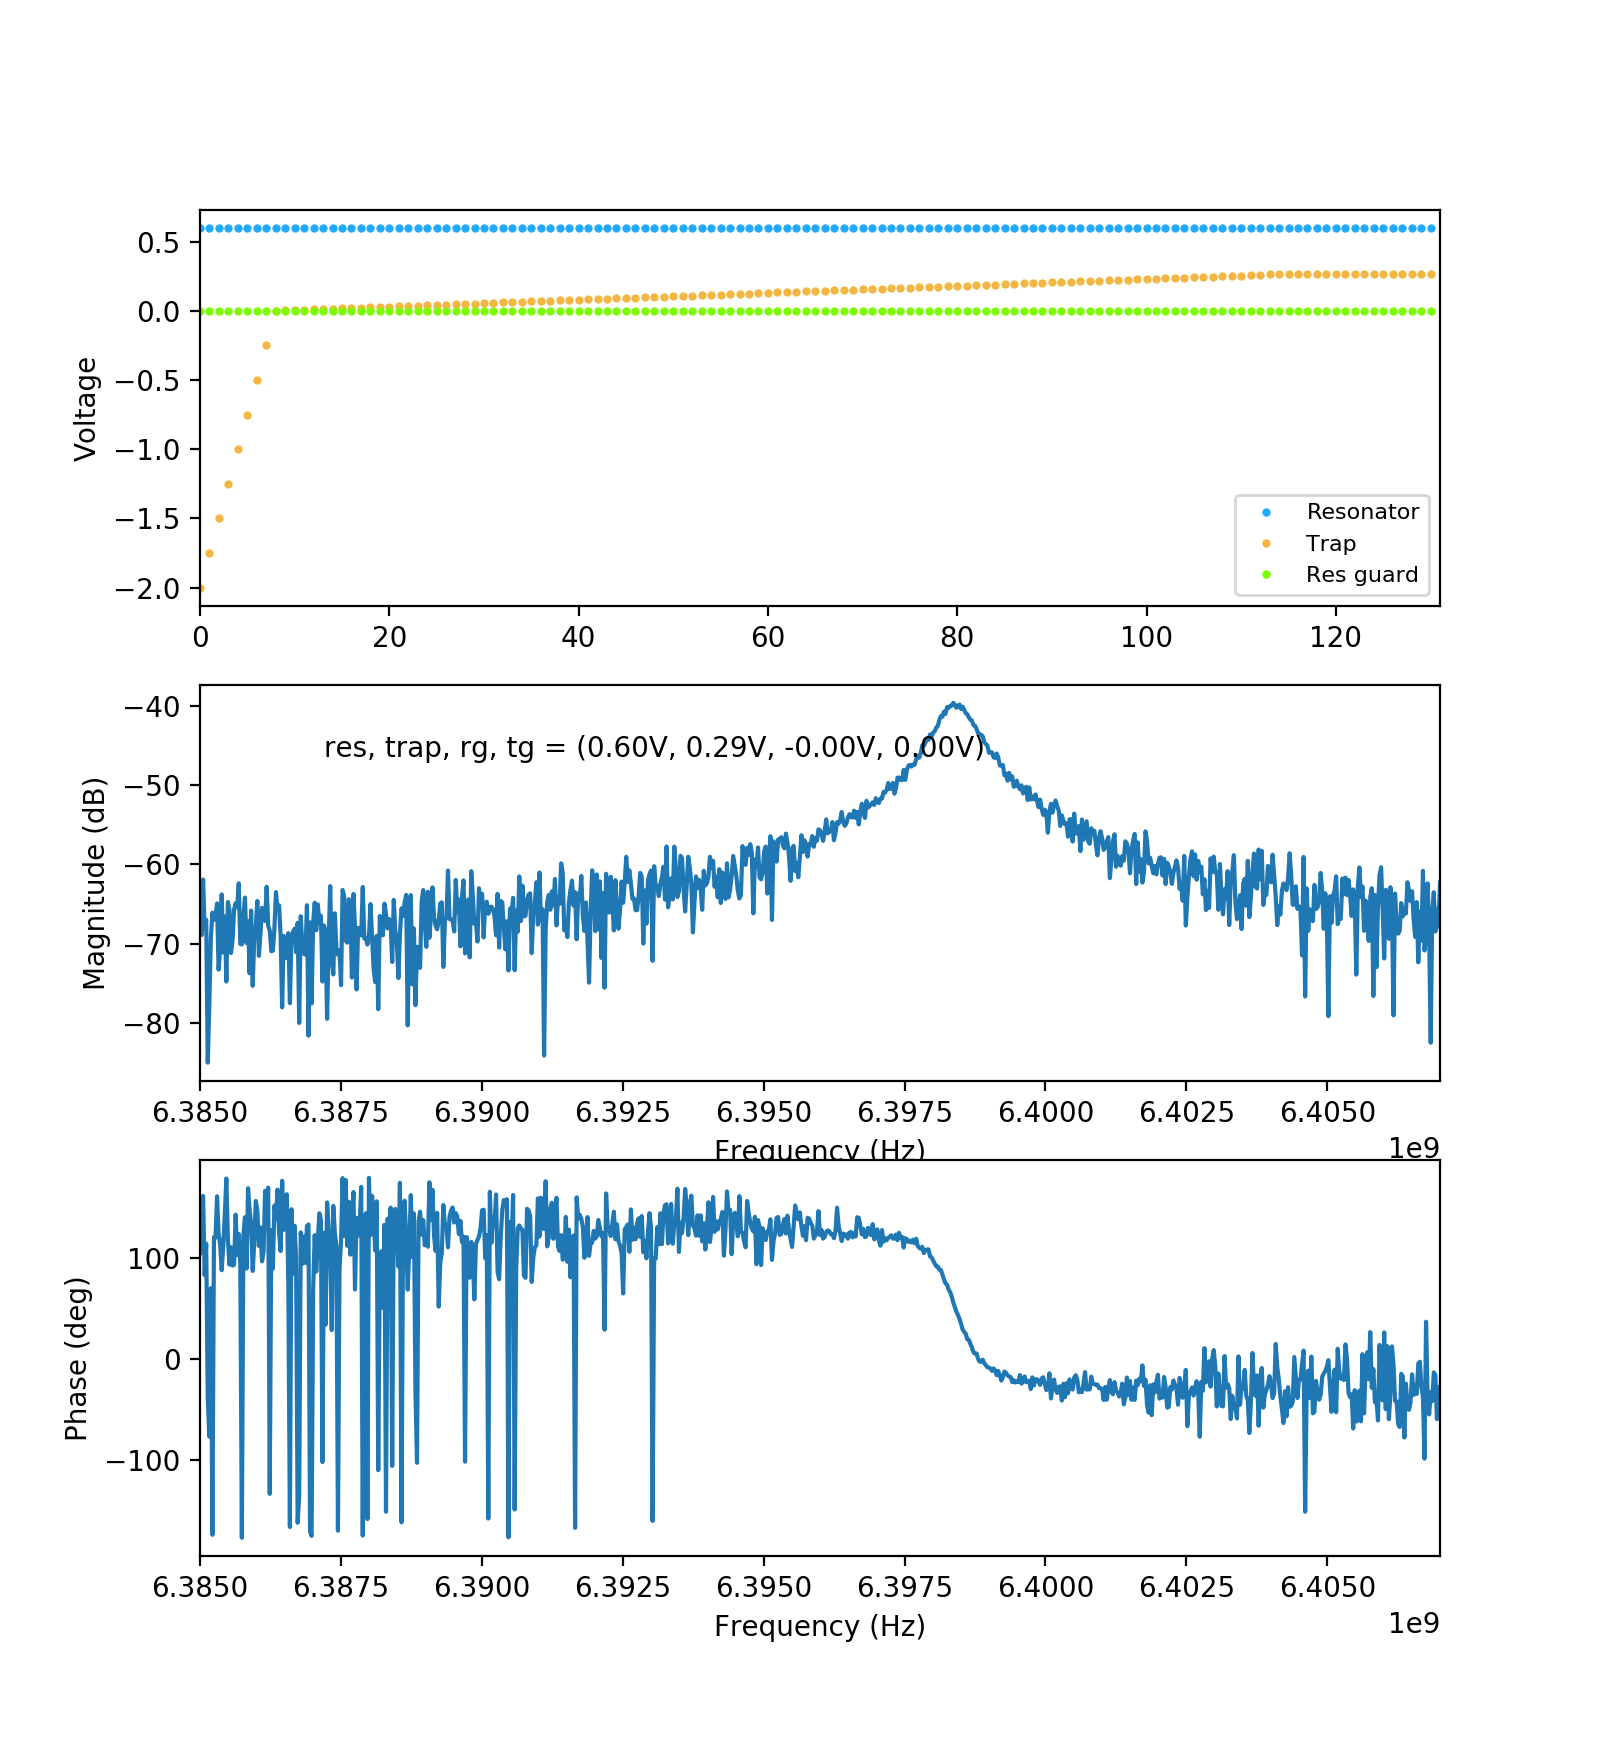 0.5
0.0
−0.5
−1.0
−1.5
−2.0
Voltage
Resonator
Trap
Res guard
0 20 40 60 80 100 120
−40
−50
−60
−70
−80
Magnitude (dB)
res, trap, rg, tg = (0.60V, 0.29V, -0.00V, 0.00V)
6.3850 6.3875 6.3900 6.3925 6.3950 6.3975 6.4000 6.4025 6.4050
1e9
Frequency (Hz)
100
0
−100
Phase (deg)
6.3850 6.3875 6.3900 6.3925 6.3950 6.3975 6.4000 6.4025 6.4050
1e9
Frequency (Hz)